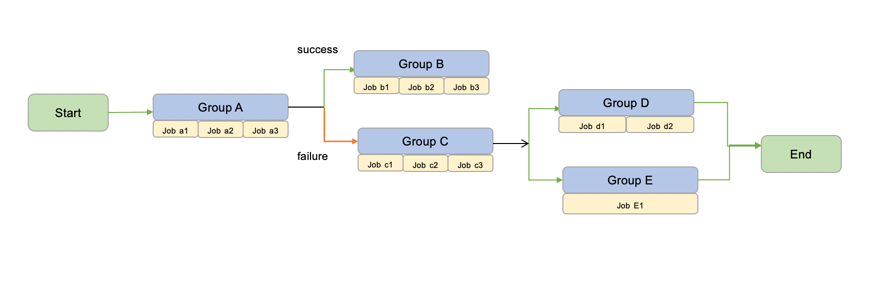 success
Group B
Job b1 Job b2 Job b3
Start
Group A
Job a1 Job a2 Job a3
failure
Group C
Job c1 Job c2 Job c3
Group D
Job d1 Job d2
Group E
Job E1
End